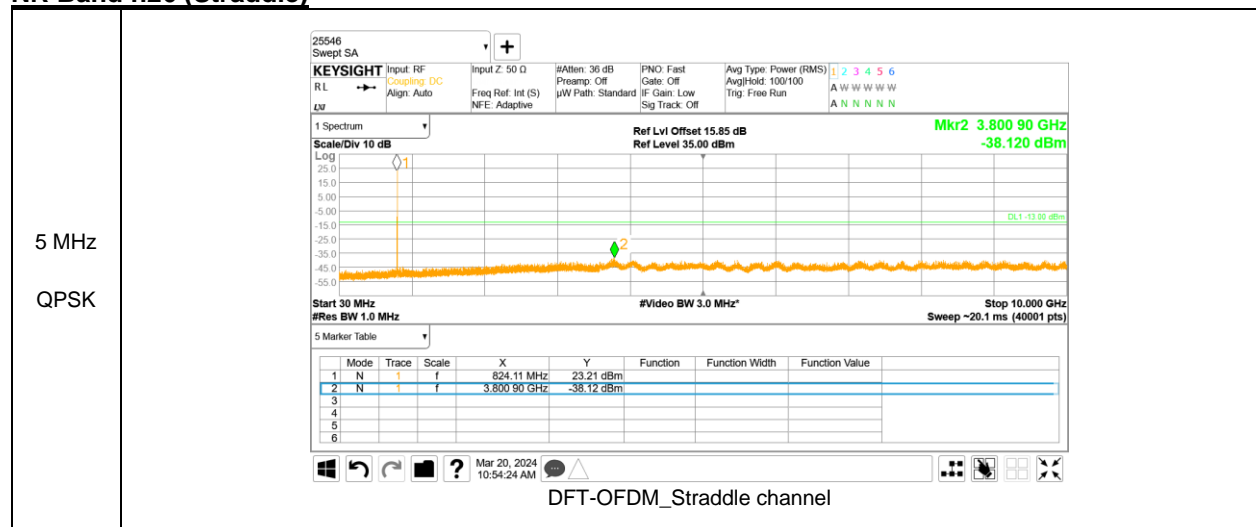 5 MHz
QPSK
25546
Swept SA
+
KEYSIGHT
RL
LXI
Input: RF
Coupling: DC
Align: Auto
Input Z: 50 Ω
Freq Ref: Int (S)
NFE: Adaptive
#Atten: 36 dB
Preamp: Off
µW Path: Standard
PNO: Fast
Gate: Off
IF Gain: Low
Sig Track: Off
Avg Type: Power (RMS)
Avg|Hold: 100/100
Trig: Free Run
1 2 3 4 5 6
A W W W W W
A N N N N N
1 Spectrum
Scale/Div 10 dB
Ref Lvl Offset 15.85 dB
Ref Level 35.00 dBm
Mkr2 3.800 90 GHz
-38.120 dBm
Log
25.0
15.0
5.00
-5.00
-15.0
-25.0
-35.0
-45.0
-55.0
1
2
DL1 -13.00 dBm
Start 30 MHz
#Video BW 3.0 MHz*
Stop 10.000 GHz
#Res BW 1.0 MHz
Sweep ~20.1 ms (40001 pts)
5 Marker Table
Mode Trace Scale X Y Function Function Width Function Value
1 N 1 f 824.11 MHz 23.21 dBm
2 N 1 f 3.800 90 GHz -38.12 dBm
3
4
5
6
?
Mar 20, 2024
10:54:24 AM
DFT-OFDM_Straddle channel